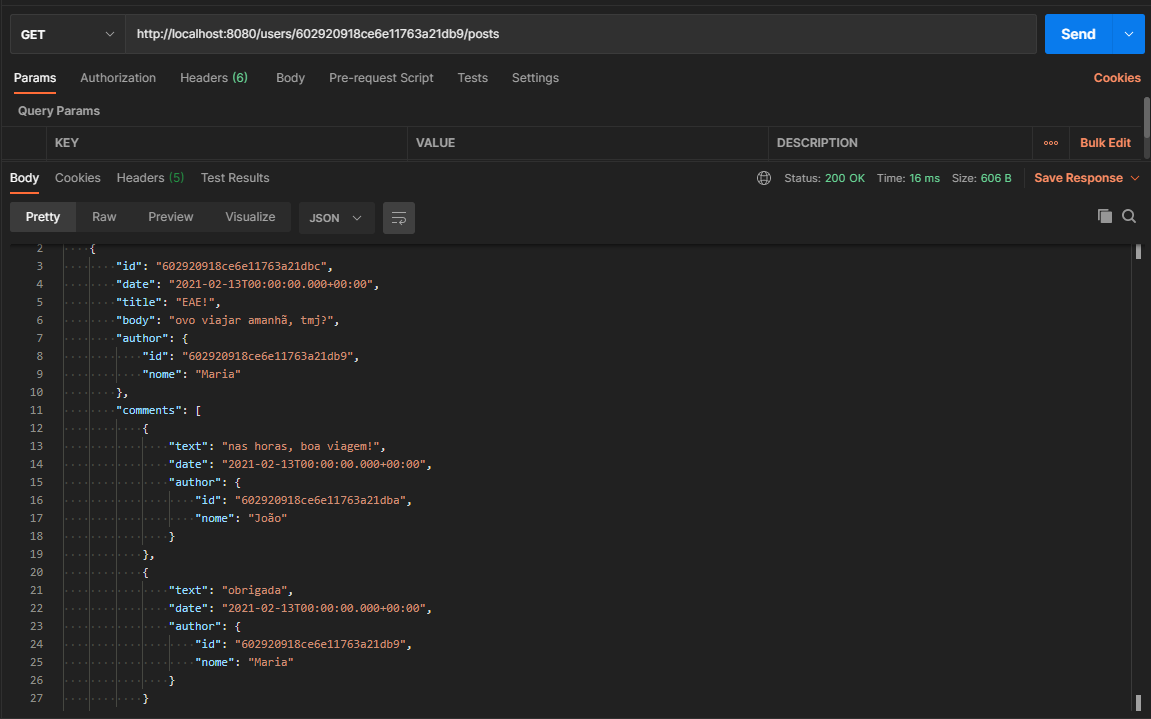 GET http://localhost:8080/users/602920918ce6e11763a21db9/posts Send
Params Authorization Headers (6) Body Pre-request Script Tests Settings Cookies
Query Params
KEY VALUE DESCRIPTION ooo Bulk Edit
Body Cookies Headers (5) Test Results Status: 200 OK Time: 16 ms Size: 606 B Save Response
Pretty Raw Preview Visualize JSON
2 {
3 "id": "602920918ce6e11763a21dbc",
4 "date": "2021-02-13T00:00:00.000+00:00",
5 "title": "EAE!",
6 "body": "ovo viajar amanhã, tmj?",
7 "author": {
8 "id": "602920918ce6e11763a21db9",
9 "nome": "Maria"
10 },
11 "comments": [
12 {
13 "text": "nas horas, boa viagem!",
14 "date": "2021-02-13T00:00:00.000+00:00",
15 "author": {
16 "id": "602920918ce6e11763a21dba",
17 "nome": "João"
18 }
19 },
20 {
21 "text": "obrigada",
22 "date": "2021-02-13T00:00:00.000+00:00",
23 "author": {
24 "id": "602920918ce6e11763a21db9",
25 "nome": "Maria"
26 }
27 }